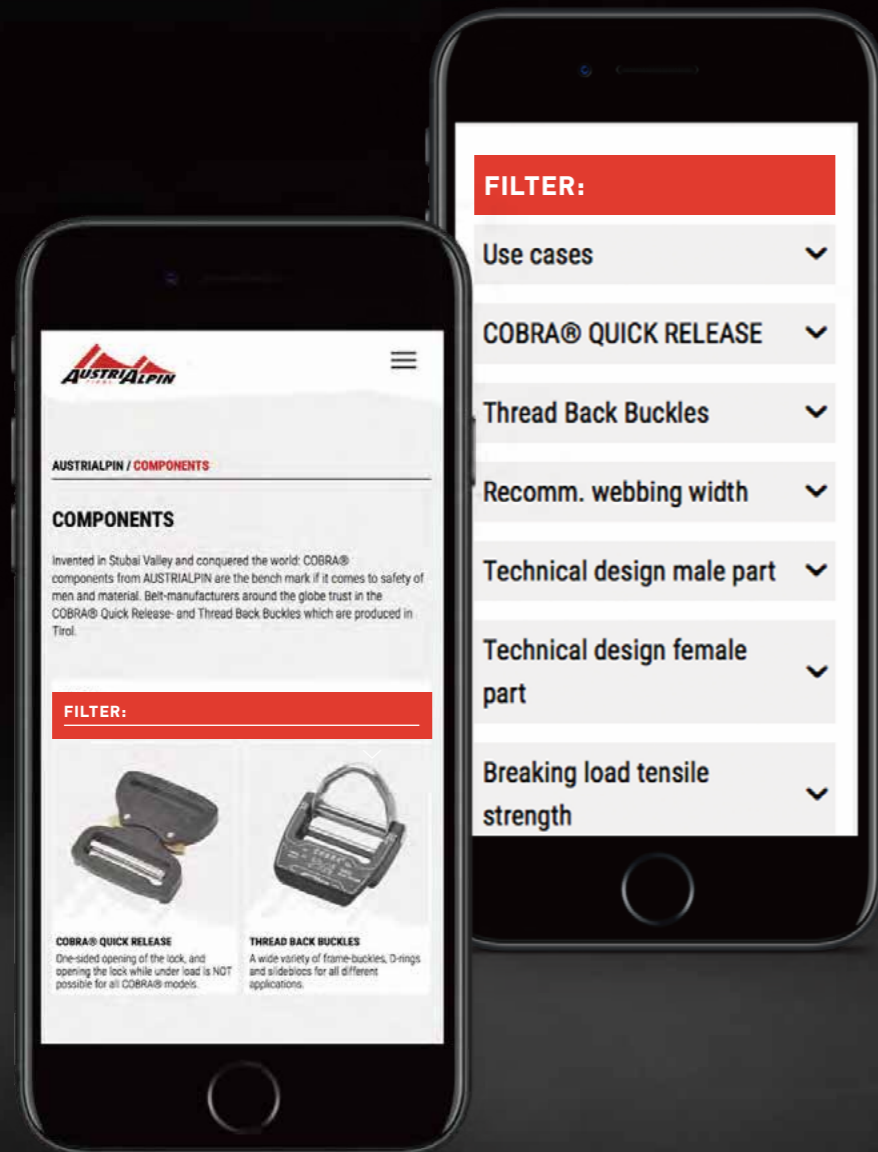 AUSTRIALPIN
TIROL
AUSTRIALPIN / COMPONENTS
COMPONENTS
Invented in Stubai Valley and conquered the world: COBRA®
components from AUSTRIALPIN are the bench mark if it comes to safety of
men and material. Belt-manufacturers around the globe trust in the
COBRA® Quick Release- and Thread Back Buckles which are produced in
Tirol.
FILTER:
COBRA® QUICK RELEASE
One-sided opening of the lock, and
opening the lock while under load is NOT
possible for all COBRA® models.
THREAD BACK BUCKLES
A wide variety of frame-buckles, D-rings
and slideblocs for all different
applications.
FILTER:
Use cases
COBRA® QUICK RELEASE
Thread Back Buckles
Recomm. webbing width
Technical design male part
Technical design female
part
Breaking load tensile
strength